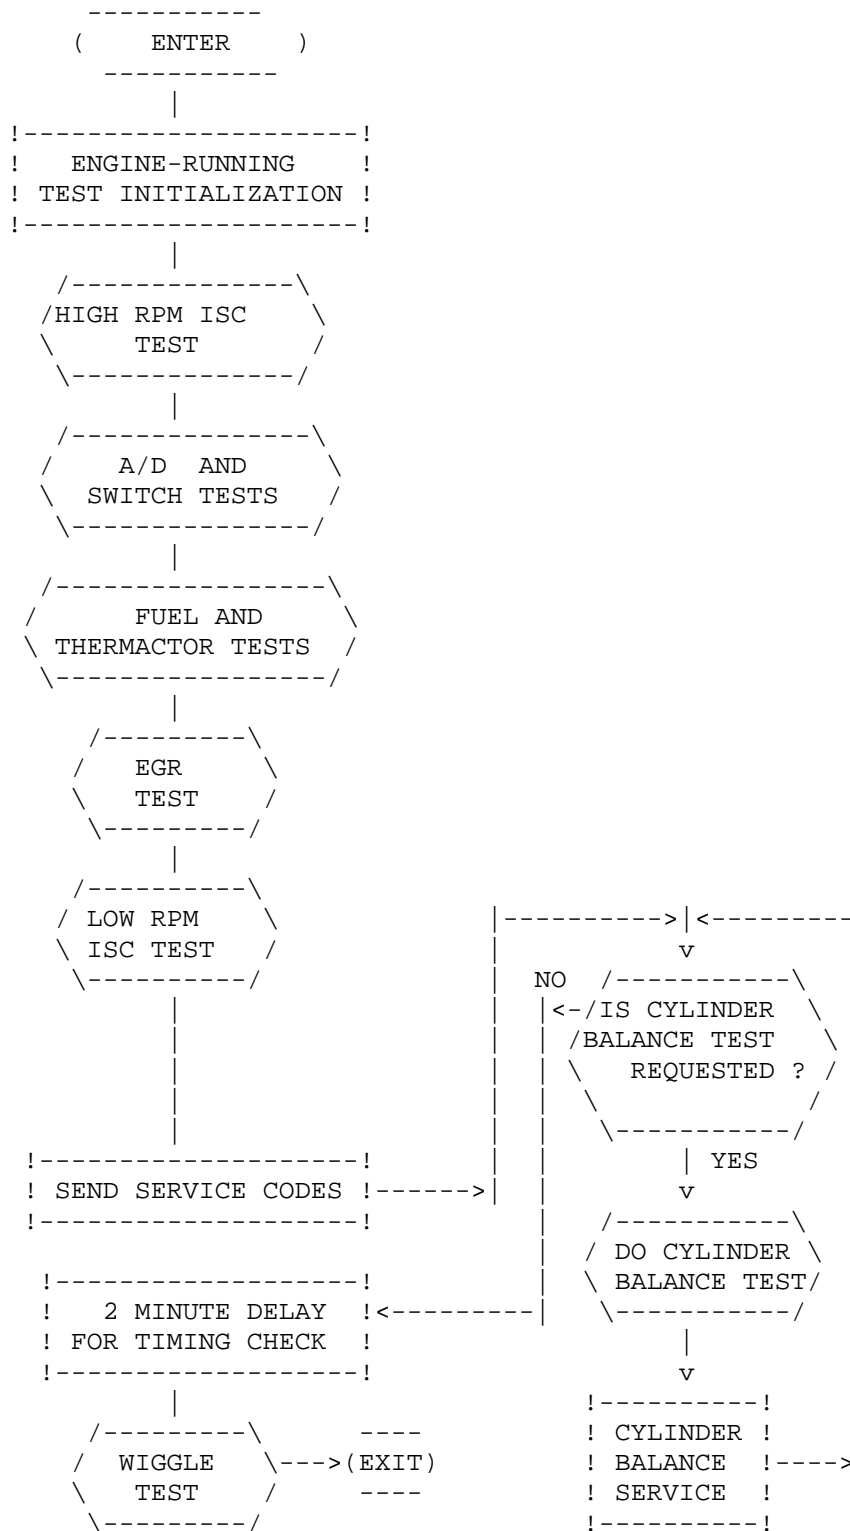 ENTER
ENGINE-RUNNING
TEST INITIALIZATION
HIGH RPM ISC
TEST
A/D AND
SWITCH TESTS
FUEL AND
THERMACTOR TESTS
EGR
TEST
LOW RPM
ISC TEST
SEND SERVICE CODES
NO
IS CYLINDER
BALANCE TEST
REQUESTED ?
YES
DO CYLINDER
BALANCE TEST
CYLINDER
BALANCE
SERVICE
2 MINUTE DELAY
FOR TIMING CHECK
WIGGLE
TEST
(EXIT)